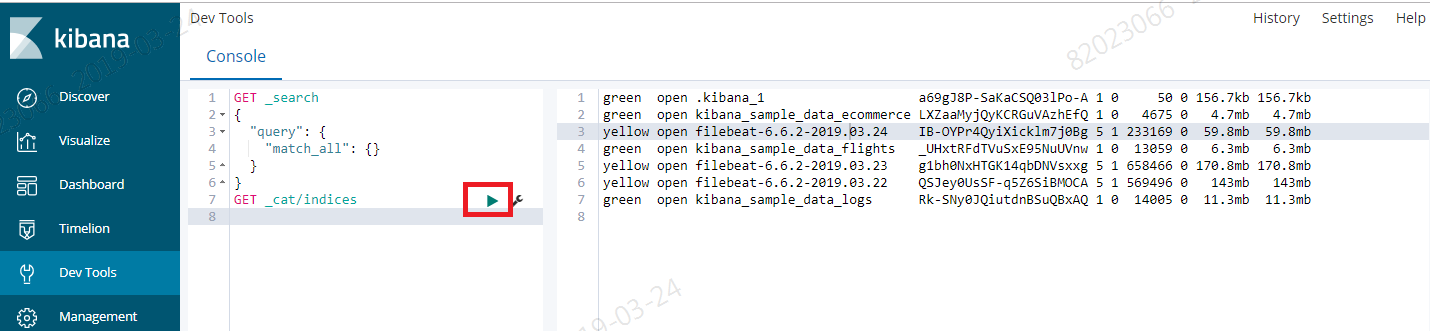 kibana
Discover
Visualize
Dashboard
Timelion
Dev Tools
Management
Dev Tools
History Settings Help
Console
1 GET _search
2 {
3 "query": {
4 "match_all": {}
5 }
6 }
7 GET _cat/indices
8
1 green open .kibana_1 a69gJ8P-SaKaCSQ03lPo-A 1 0 50 0 156.7kb 156.7kb
2 green open kibana_sample_data_ecommerce LXZaaMyjQyKCRGuVAzhEfQ 1 0 4675 0 4.7mb 4.7mb
3 yellow open filebeat-6.6.2-2019.03.24 IB-OYPr4QyiXicklm7j0Bg 5 1 233169 0 59.8mb 59.8mb
4 green open kibana_sample_data_flights _UHxtRFdTVuSxE95NuUVnw 1 0 13059 0 6.3mb 6.3mb
5 yellow open filebeat-6.6.2-2019.03.23 g1bh0NxHTGK14qbDNVsxxg 5 1 658466 0 170.8mb 170.8mb
6 yellow open filebeat-6.6.2-2019.03.22 QSJey0UsSF-q5Z6SiBMOCA 5 1 569496 0 143mb 143mb
7 green open kibana_sample_data_logs Rk-SNy0JQiutdnBSuQBxAQ 1 0 14005 0 11.3mb 11.3mb
8
82023066
2019-03-24